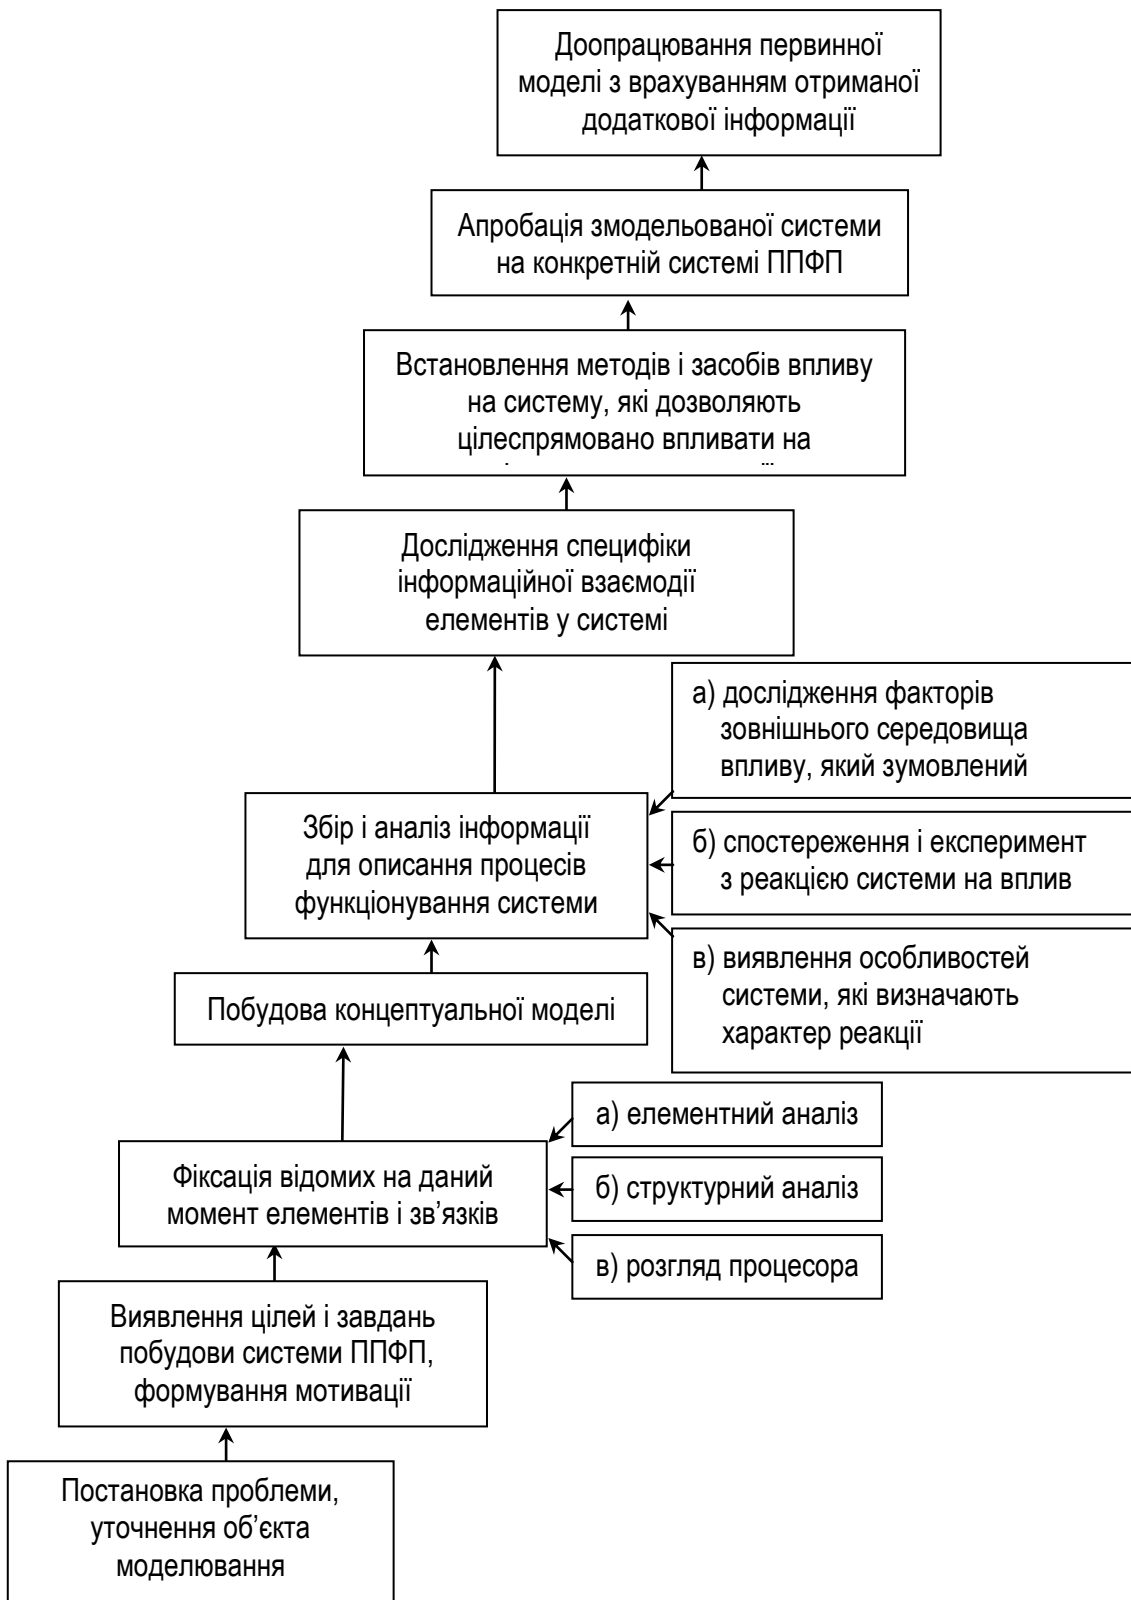 Доопрацювання первинної
моделі з врахуванням отриманої
додаткової інформації
Апробація змодельованої системи
на конкретній системі ППФП
Встановлення методів і засобів впливу
на систему, які дозволяють
цілеспрямовано впливати на
Дослідження специфіки
інформаційної взаємодії
елементів у системі
а) дослідження факторів
зовнішнього середовища
впливу, який зумовлений
Збір і аналіз інформації
для описання процесів
функціонування системи
б) спостереження і експеримент
з реакцією системи на вплив
в) виявлення особливостей
системи, які визначають
характер реакції
Побудова концептуальної моделі
а) елементний аналіз
Фіксація відомих на даний
момент елементів і зв’язків
б) структурний аналіз
в) розгляд процесора
Виявлення цілей і завдань
побудови системи ППФП,
формування мотивації
Постановка проблеми,
уточнення об’єкта
моделювання